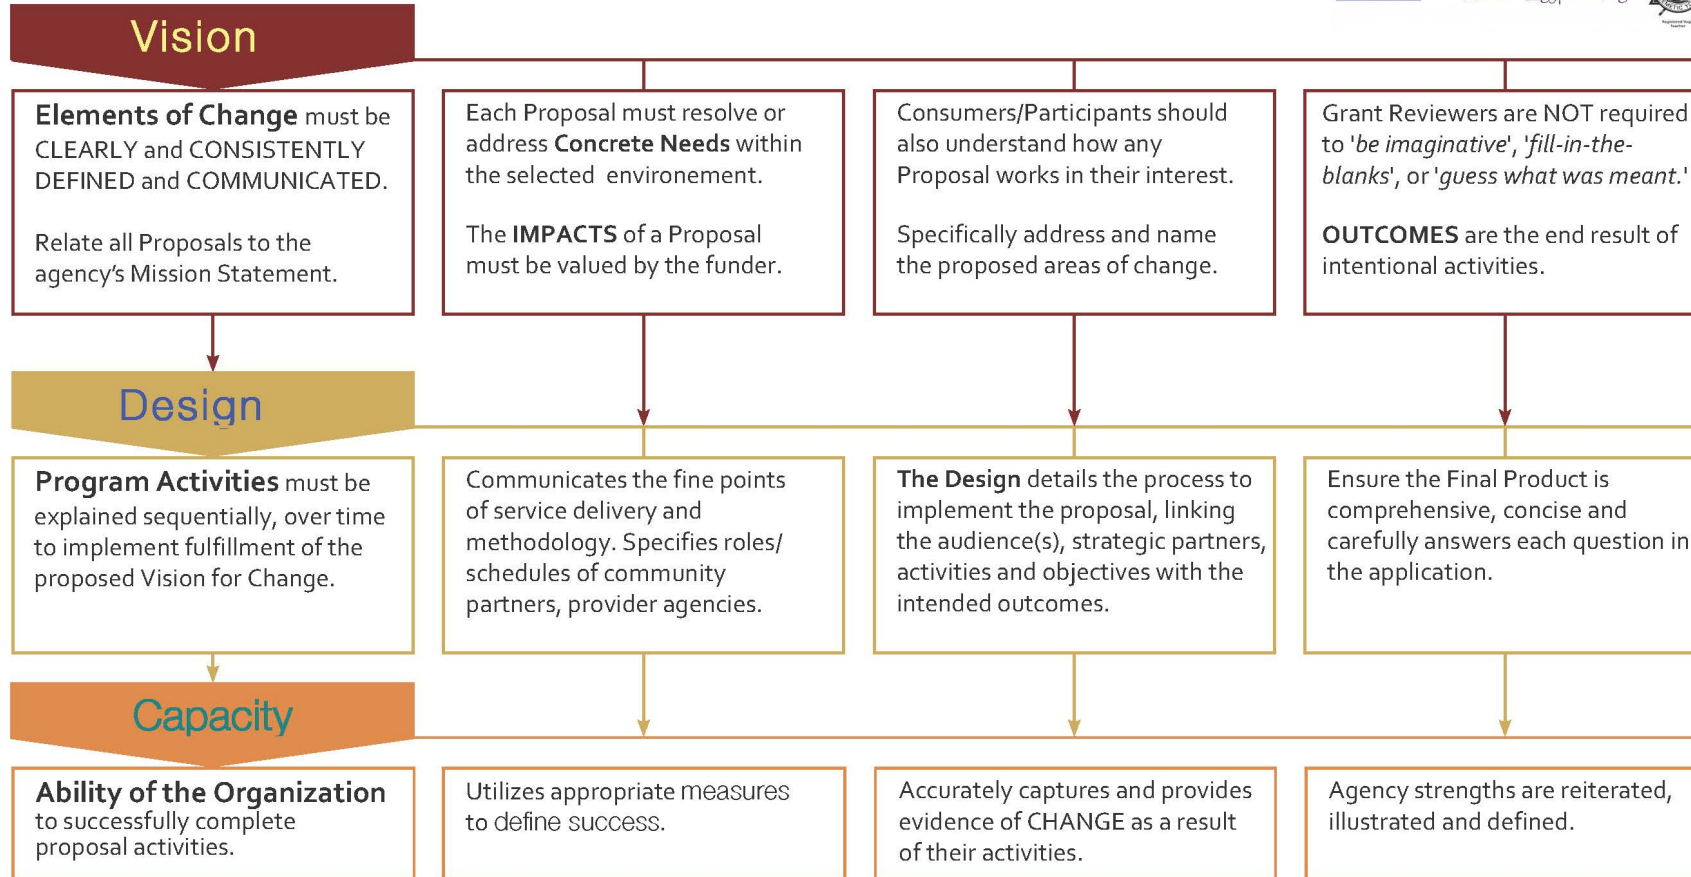 Vision
Elements of Change must be
CLEARLY and CONSISTENTLY
DEFINED and COMMUNICATED.
Relate all Proposals to the
agency's Mission Statement.
Each Proposal must resolve or
address Concrete Needs within
the selected environement.
The IMPACTS of a Proposal
must be valued by the funder.
Consumers/Participants should
also understand how any
Proposal works in their interest.
Specifically address and name
the proposed areas of change.
Grant Reviewers are NOT required
to 'be imaginative', 'fill-in-the-
blanks', or 'guess what was meant.'
OUTCOMES are the end result of
intentional activities.
Design
Program Activities must be
explained sequentially, over time
to implement fulfillment of the
proposed Vision for Change.
Communicates the fine points
of service delivery and
methodology. Specifies roles/
schedules of community
partners, provider agencies.
The Design details the process to
implement the proposal, linking
the audience(s), strategic partners,
activities and objectives with the
intended outcomes.
Ensure the Final Product is
comprehensive, concise and
carefully answers each question in
the application.
Capacity
Ability of the Organization
to successfully complete
proposal activities.
Utilizes appropriate measures
to define success.
Accurately captures and provides
evidence of CHANGE as a result
of their activities.
Agency strengths are reiterated,
illustrated and defined.